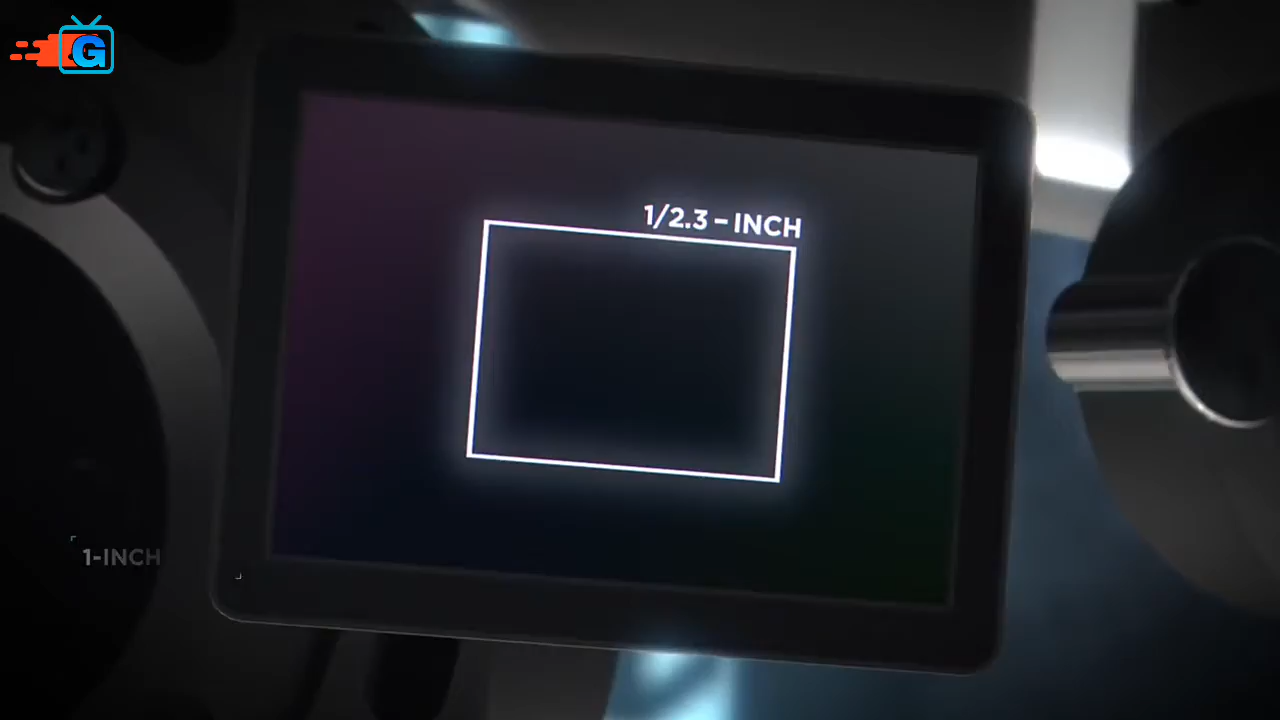 G
1/2.3 – INCH
1-INCH